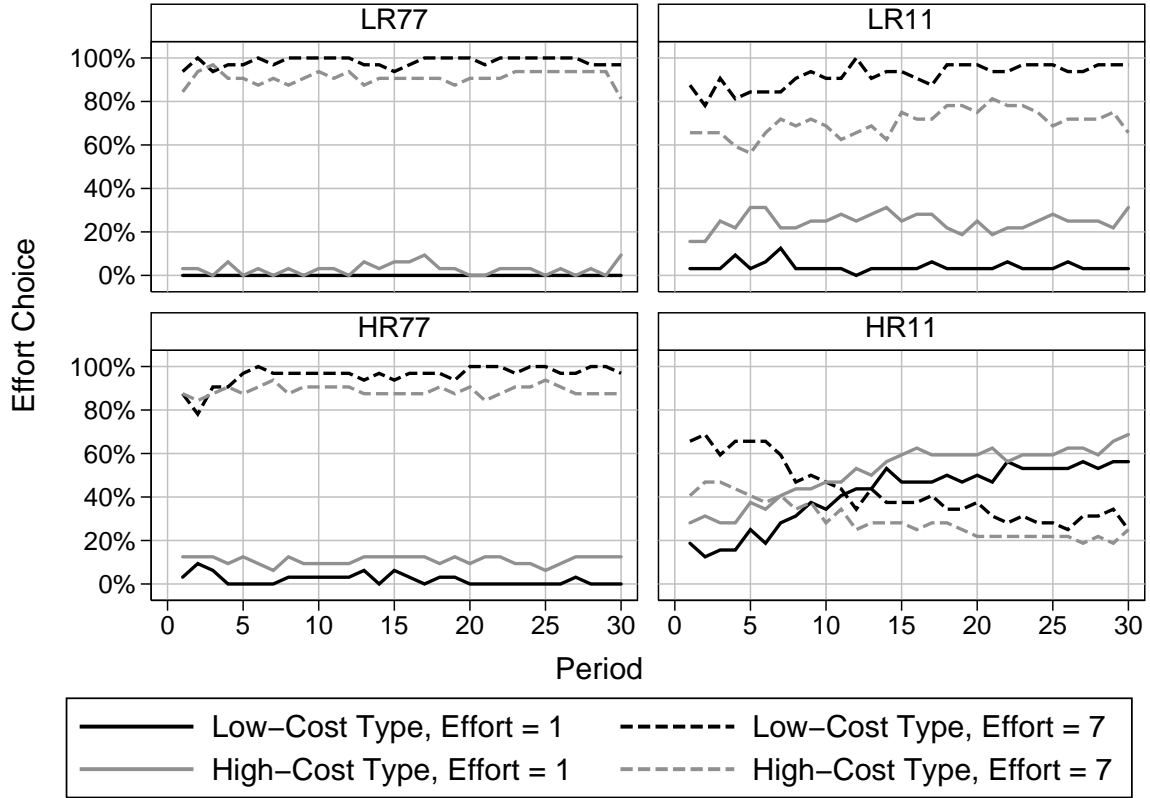 LR77
LR11
100%
80%
60%
40%
20%
0%
HR77
HR11
100%
80%
60%
40%
20%
0%
0 5 10 15 20 25 30
0 5 10 15 20 25 30
Effort Choice
Period
Low−Cost Type, Effort = 1
Low−Cost Type, Effort = 7
High−Cost Type, Effort = 1
High−Cost Type, Effort = 7